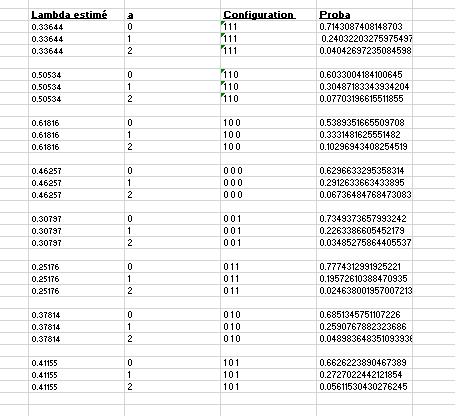 Lambda estimé a Configuration Proba
0.33644 0 111 0.7143087408148703
0.33644 1 111 0.24032203275975497
0.33644 2 111 0.04042697235084598
0.50534 0 110 0.6033004184100645
0.50534 1 110 0.30487183343934204
0.50534 2 110 0.07703196615511855
0.61816 0 1 0 0 0.5389351665509708
0.61816 1 1 0 0 0.3331481625551482
0.61816 2 1 0 0 0.10296943408254519
0.46257 0 0 0 0 0.6296633295358314
0.46257 1 0 0 0 0.2912633663433895
0.46257 2 0 0 0 0.06736484768473083
0.30797 0 0 0 1 0.7349373657993242
0.30797 1 0 0 1 0.2263386605452179
0.30797 2 0 0 1 0.03485275864405537
0.25176 0 0 1 1 0.7774312991925221
0.25176 1 0 1 1 0.19572610388470935
0.25176 2 0 1 1 0.024638001957007213
0.37814 0 0 1 0 0.6851345751107226
0.37814 1 0 1 0 0.2590767882323686
0.37814 2 0 1 0 0.048983648351093936
0.41155 0 1 0 1 0.6626223890467389
0.41155 1 1 0 1 0.2727022442121854
0.41155 2 1 0 1 0.05611530430276245